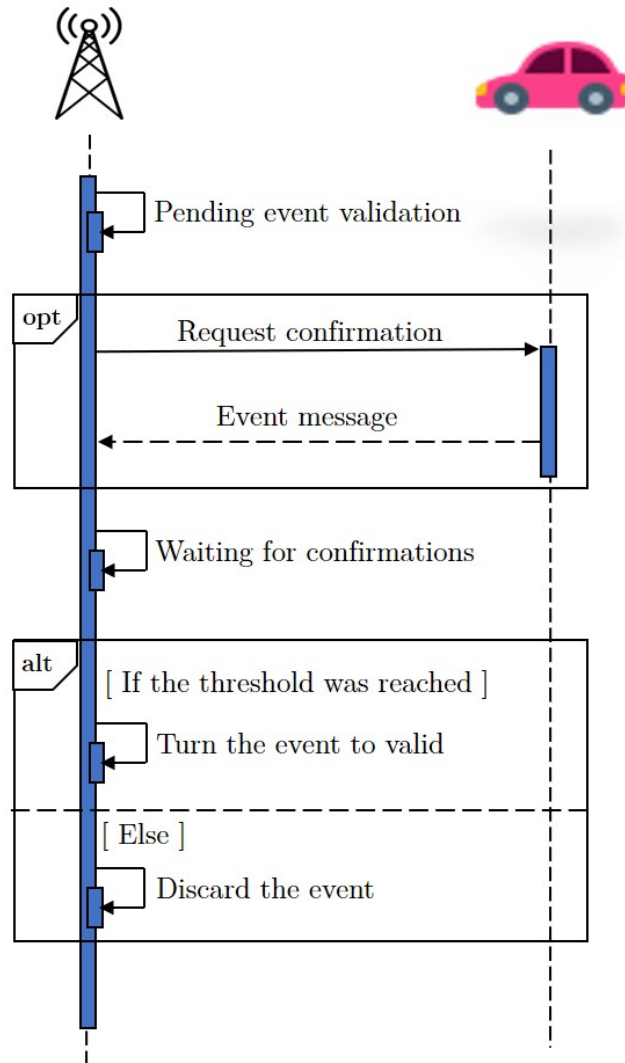 Pending event validation
opt
Request confirmation
Event message
Waiting for confirmations
alt
[ If the threshold was reached ]
Turn the event to valid
[ Else ]
Discard the event